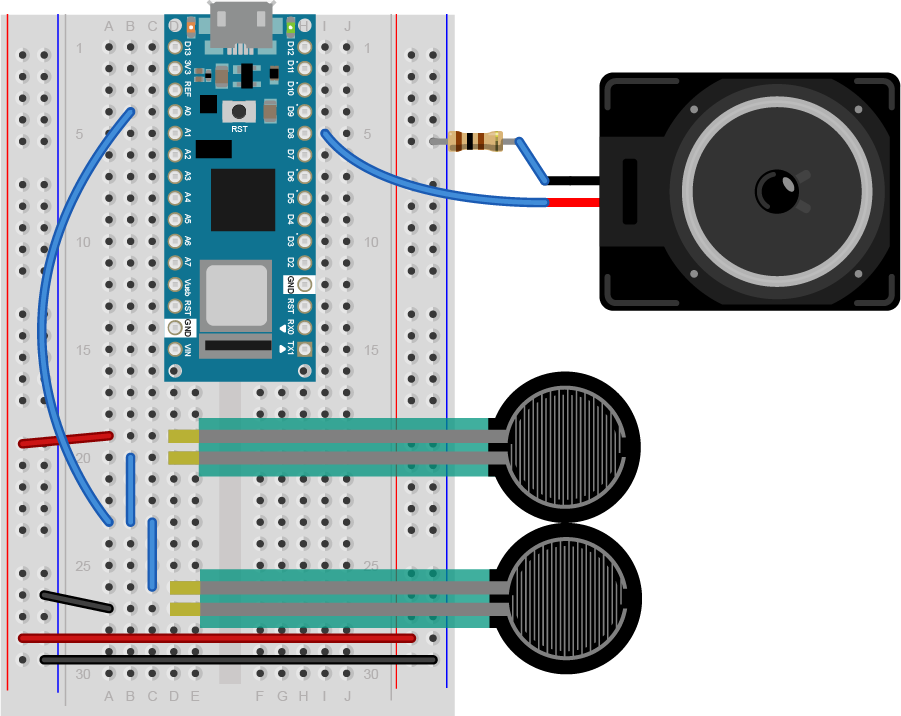 A B C D H I J
1 1
5 5
10 10
15 15
20 20
25 25
30 30
A B C D E F G H I J
D13
3V3
REF
A0
A1
A2
A3
A4
A5
A6
A7
Vusb
RST
GND
VIN
RST
D12
D11
D10
D9
D8
D7
D6
D5
D4
D3
D2
GND
RST
RX0
TX1